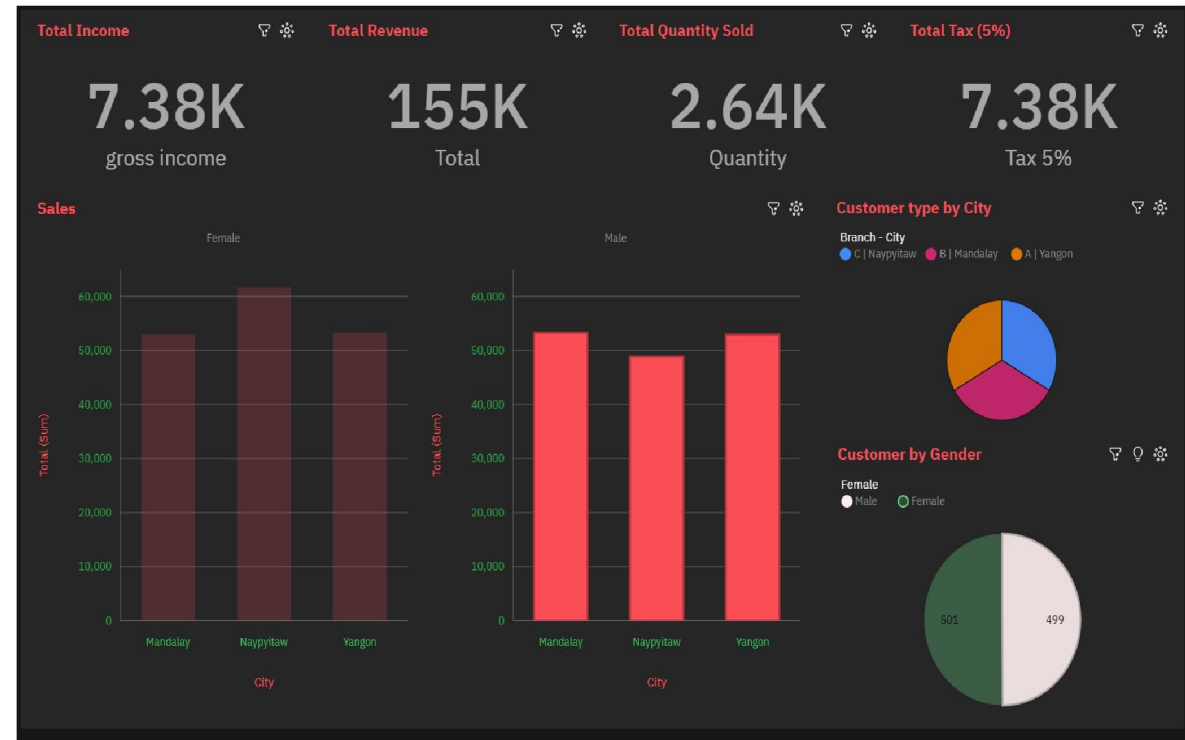 Total Income
Total Revenue
Total Quantity Sold
Total Tax (5%)
7.38K
gross income
155K
Total
2.64K
Quantity
7.38K
Tax 5%
Sales
Female
Total (Sum)
60,000
50,000
40,000
30,000
20,000
10,000
0
Mandalay Naypyitaw Yangon
City
Male
Total (Sum)
60,000
50,000
40,000
30,000
20,000
10,000
0
Mandalay Naypyitaw Yangon
City
Customer type by City
Branch - City
C | Naypyitaw B | Mandalay A | Yangon
Customer by Gender
Female
Male Female
501 499